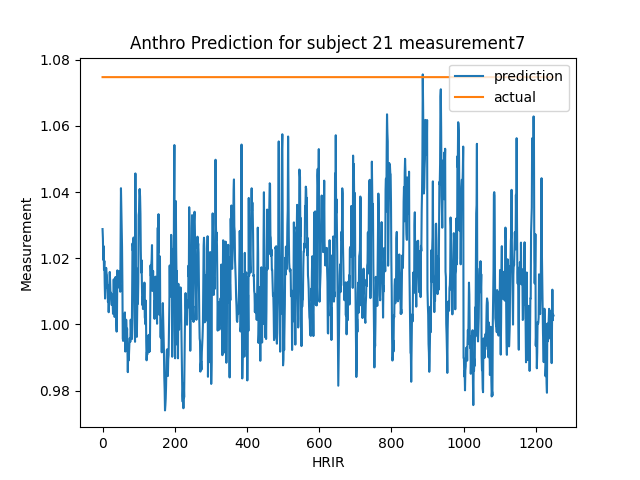 Anthro Prediction for subject 21 measurement7
1.08
1.06
1.04
1.02
1.00
0.98
Measurement
0
200
400
600
800
1000
1200
HRIR
prediction
actual